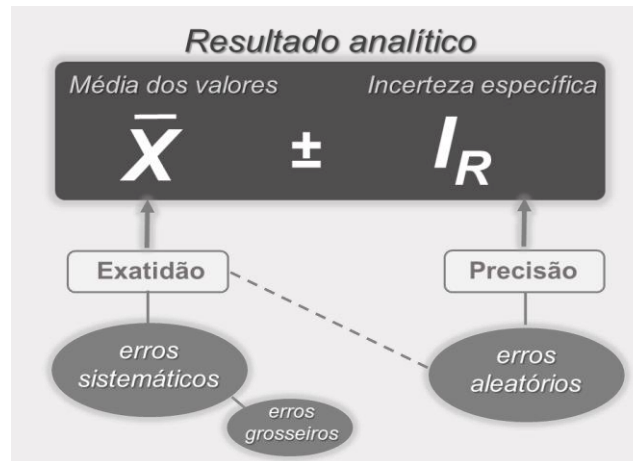 Resultado analítico
Média dos valores Incerteza específica
X̅ ± I_R
Exatidão Precisão
erros
sistemáticos
erros
aleatórios
erros
grosseiros